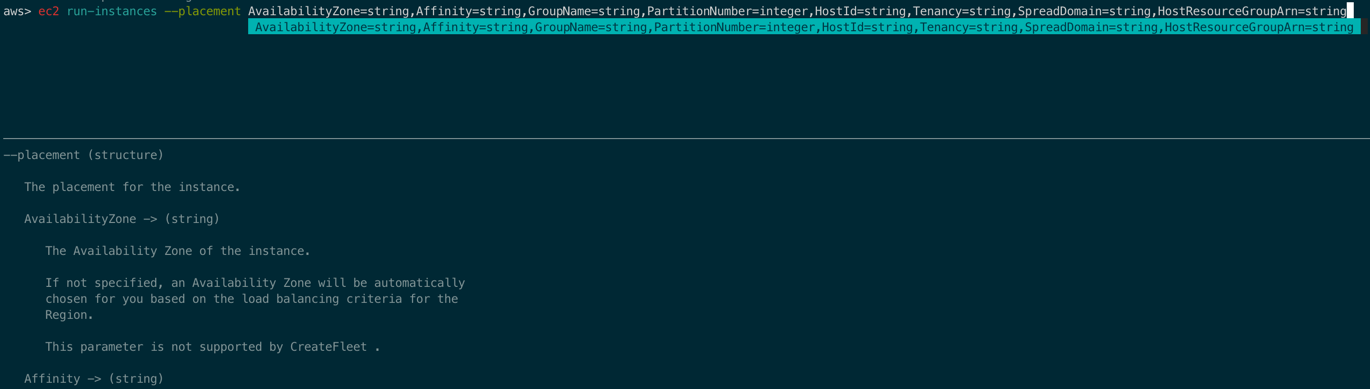 aws> ec2 run-instances --placement AvailabilityZone=string,Affinity=string,GroupName=string,PartitionNumber=integer,HostId=string,Tenancy=string,SpreadDomain=string,HostResourceGroupArn=string
AvailabilityZone=string,Affinity=string,GroupName=string,PartitionNumber=integer,HostId=string,Tenancy=string,SpreadDomain=string,HostResourceGroupArn=string
--placement (structure)
The placement for the instance.
AvailabilityZone -> (string)
The Availability Zone of the instance.
If not specified, an Availability Zone will be automatically
chosen for you based on the load balancing criteria for the
Region.
This parameter is not supported by CreateFleet .
Affinity -> (string)